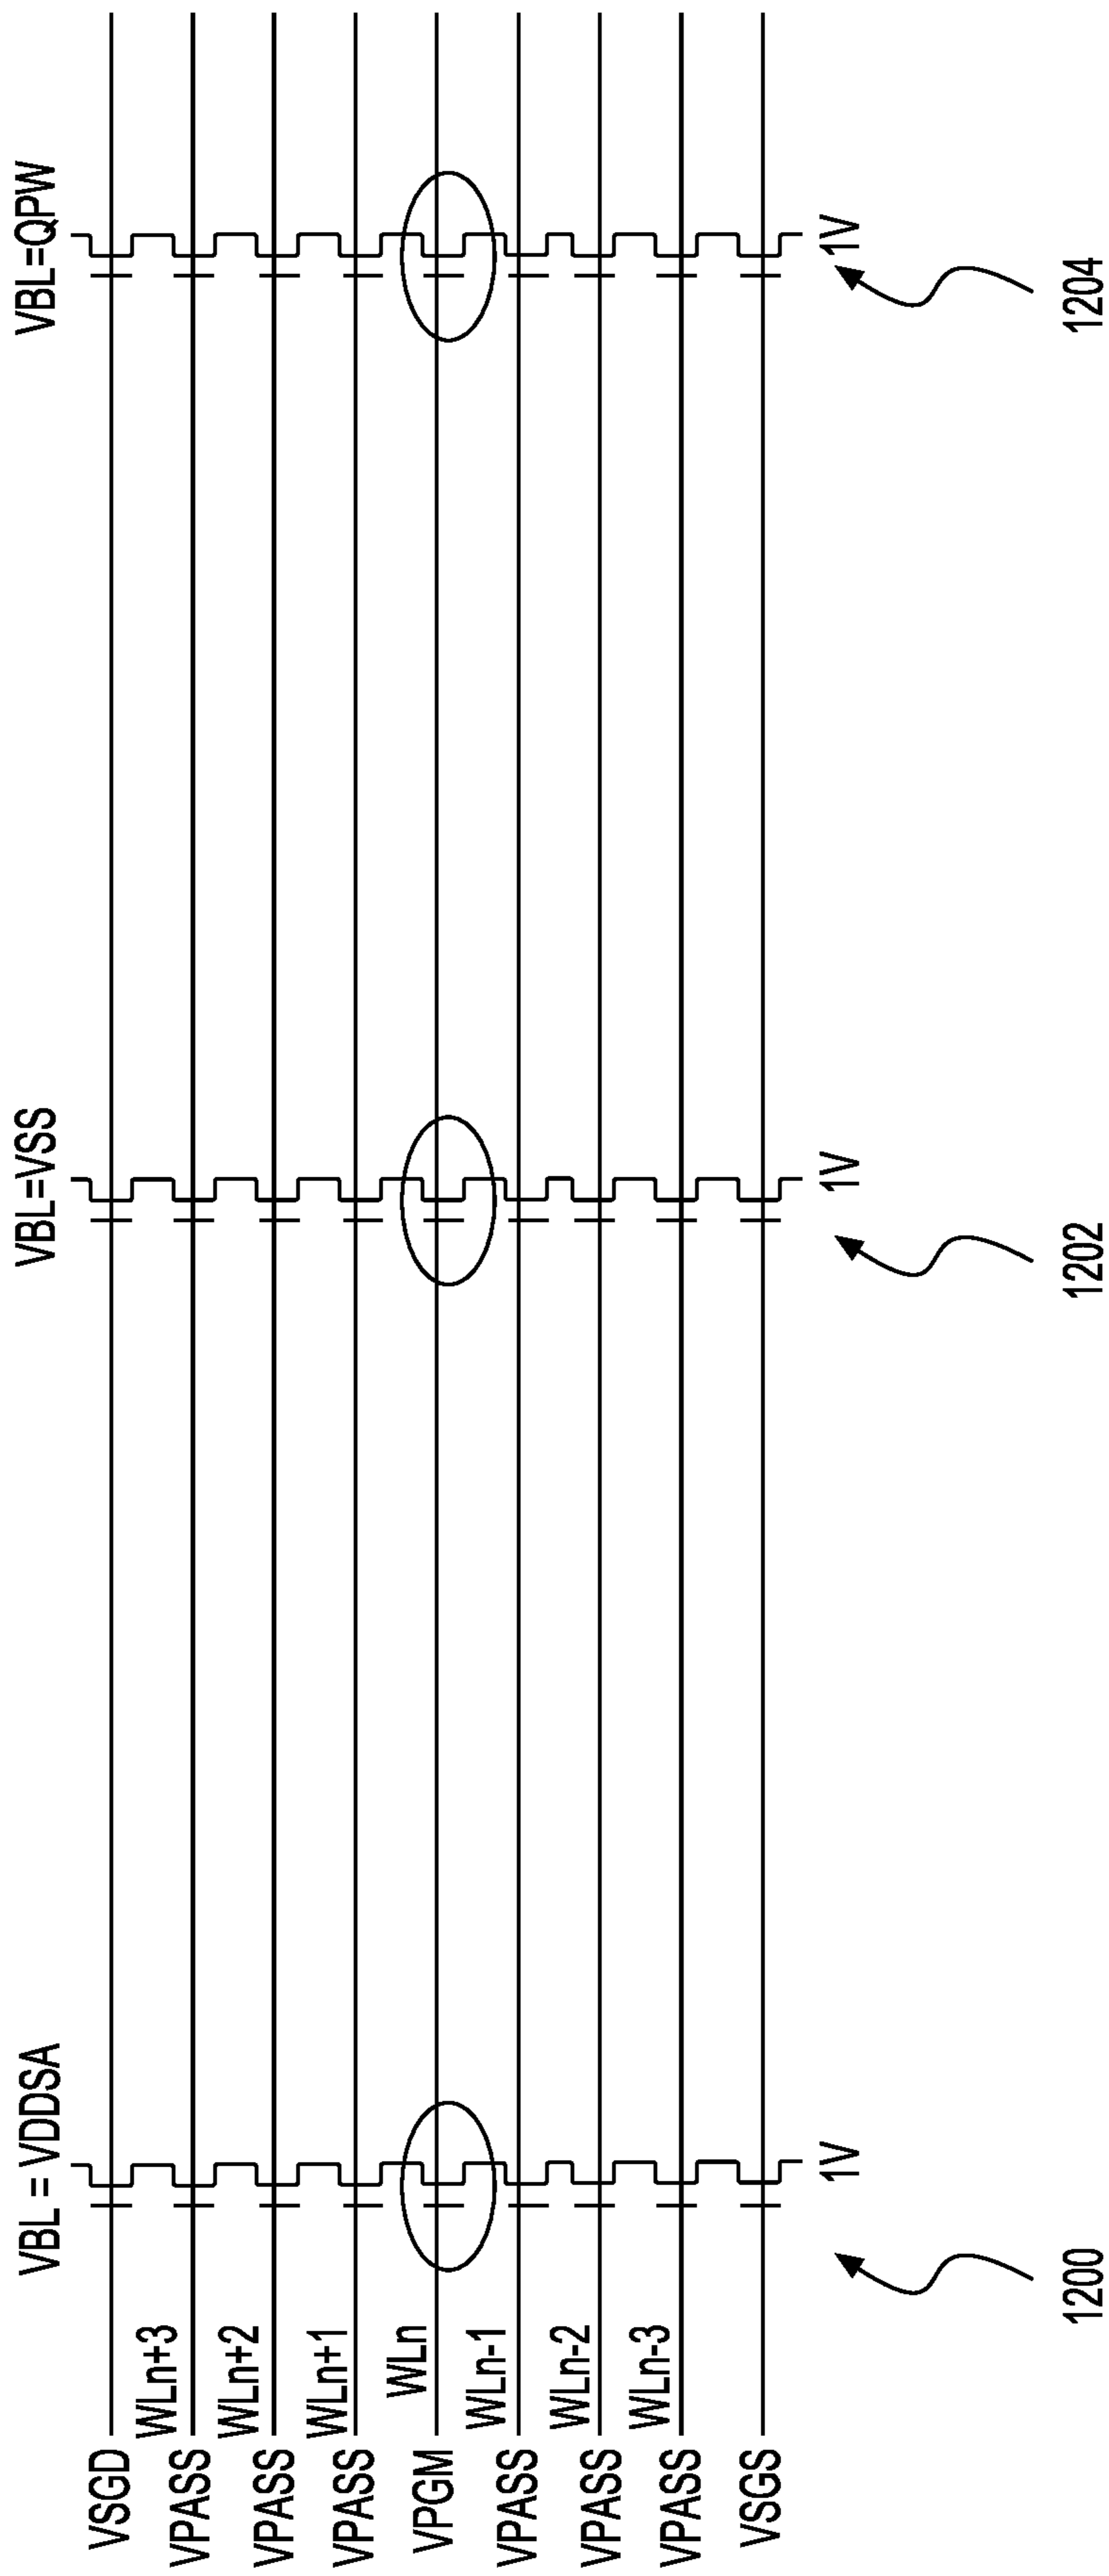 VBL = VDDSA
VBL=VSS
VBL=QPW
VSGD
WLn+3
VPASS
WLn+2
VPASS
WLn+1
VPASS
WLn
VPGM
WLn-1
VPASS
WLn-2
VPASS
WLn-3
VPASS
VSGS
1V
1V
1V
1200
1202
1204